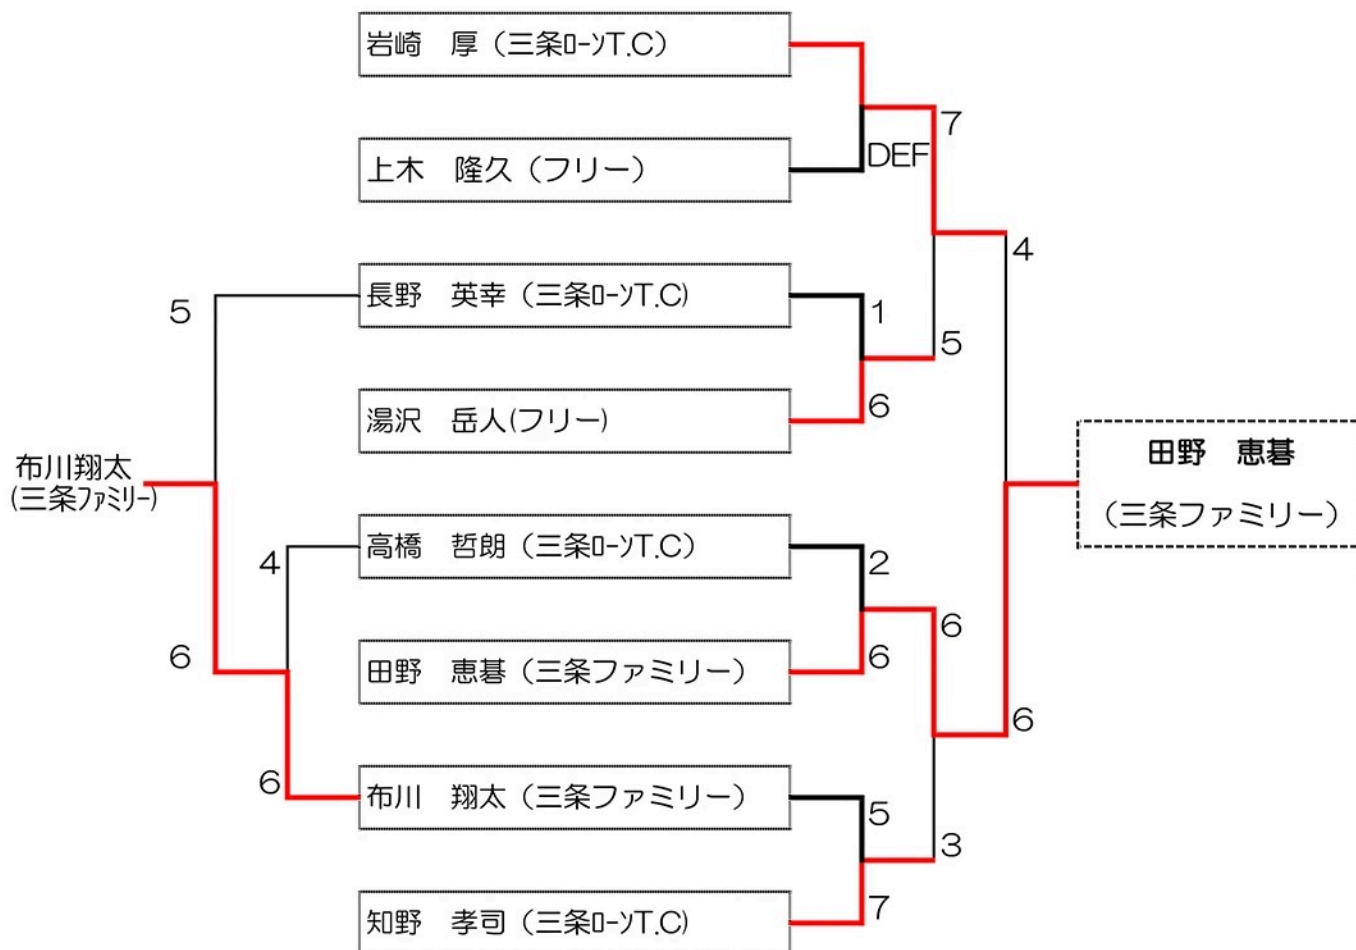 岩崎　厚（三条ﾛｰﾝT.C）
7
上木　隆久（フリー）
DEF
4
5
長野　英幸（三条ﾛｰﾝT.C)
1
5
湯沢　岳人(フリー)
6
布川翔太
(三条ﾌｧﾐﾘｰ)
田野　恵碁
（三条ファミリー）
4
高橋　哲朗（三条ﾛｰﾝT.C）
2
6
6
田野　恵碁（三条ファミリー）
6
6
6
布川　翔太（三条ファミリー）
5
3
知野　孝司（三条ﾛｰﾝT.C)
7